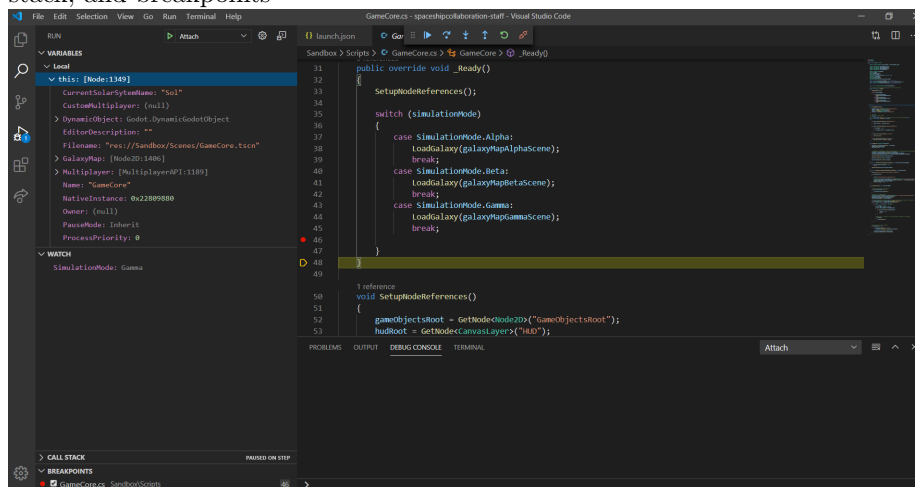 stack, and breakpoints
File Edit Selection View Go Run Terminal Help
GameCore.cs - spaceshipcollaboration-staff - Visual Studio Code
RUN
Attach
{} launch.json
Sandbox > Scripts > GameCore.cs > GameCore > _Ready()
VARIABLES
Local
this: [Node:1349]
CurrentSolarSytemName: "Sol"
CustomMultiplayer: (null)
DynamicObject: Godot.DynamicGodotObject
EditorDescription: ""
Filename: "res://Sandbox/Scenes/GameCore.tscn"
GalaxyMap: [Node2D:1406]
Multiplayer: [MultiplayerAPI:1189]
Name: "GameCore"
NativeInstance: 0x22809880
Owner: (null)
PauseMode: Inherit
ProcessPriority: 0
WATCH
SimulationMode: Gamma
CALL STACK
PAUSED ON STEP
BREAKPOINTS
GameCore.cs Sandbox\Scripts
46
31 public override void _Ready()
32 {
33 SetupNodeReferences();
34
35 switch (simulationMode)
36 {
37 case SimulationMode.Alpha:
38 LoadGalaxy(galaxyMapAlphaScene);
39 break;
40 case SimulationMode.Beta:
41 LoadGalaxy(galaxyMapBetaScene);
42 break;
43 case SimulationMode.Gamma:
44 LoadGalaxy(galaxyMapGammaScene);
45 break;
46
47 }
48 }
49
1 reference
50 void SetupNodeReferences()
51 {
52 gameObjectsRoot = GetNode<Node2D>("GameObjectsRoot");
53 hudRoot = GetNode<CanvasLayer>("HUD");
PROBLEMS OUTPUT DEBUG CONSOLE TERMINAL
Attach